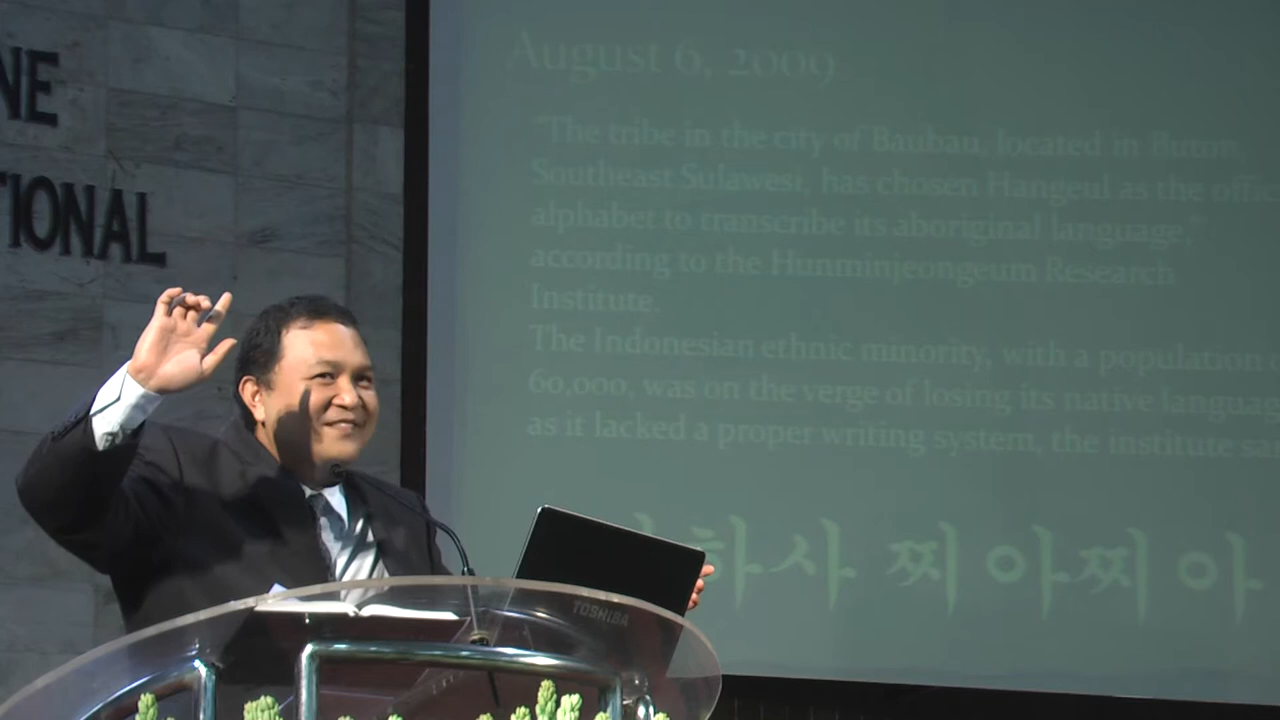 NE
TIONAL
August 6, 2009
"The tribe in the city of Baubau, located in Buton,
Southeast Sulawesi, has chosen Hangeul as the offic
alphabet to transcribe its aboriginal language,"
according to the Hunminjeongeum Research
Institute.
The Indonesian ethnic minority, with a population o
60,000, was on the verge of losing its native languag
as it lacked a proper writing system, the institute sa
하사 찌아찌아
TOSHIBA